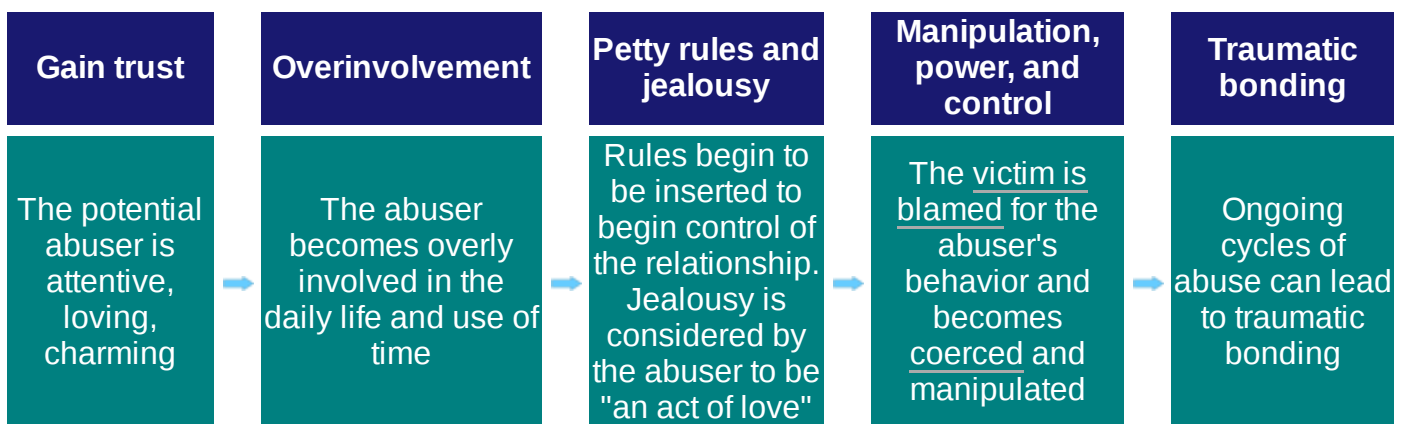 Gain trust
The potential
abuser is
attentive,
loving,
charming
Overinvolvement
The abuser
becomes overly
involved in the
daily life and use of
time
Petty rules and
jealousy
Rules begin to
be inserted to
begin control of
the relationship.
Jealousy is
considered by
the abuser to be
"an act of love"
Manipulation,
power, and
control
The victim is
blamed for the
abuser's
behavior and
becomes
coerced and
manipulated
Traumatic
bonding
Ongoing
cycles of
abuse can lead
to traumatic
bonding